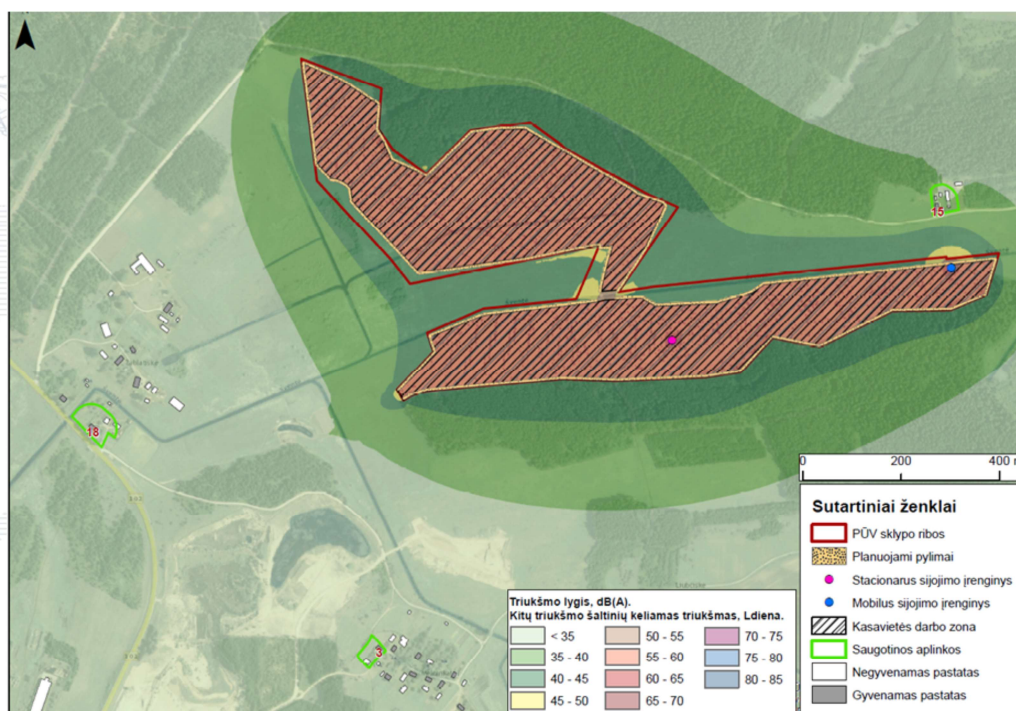 15
18
3
0 200 400
Sutartiniai ženklai
PŪV sklypo ribos
Planuojami pylimai
Stacionarus sijojimo įrenginys
Mobilus sijojimo įrenginys
Kasavietės darbo zona
Saugotinos aplinkos
Negyvenamas pastatas
Gyvenamas pastatas
Triukšmo lygis, dB(A).
Kitų triukšmo šaltinių keliamas triukšmas, Ldiena.
< 35
35 - 40
40 - 45
45 - 50
50 - 55
55 - 60
60 - 65
65 - 70
70 - 75
75 - 80
80 - 85